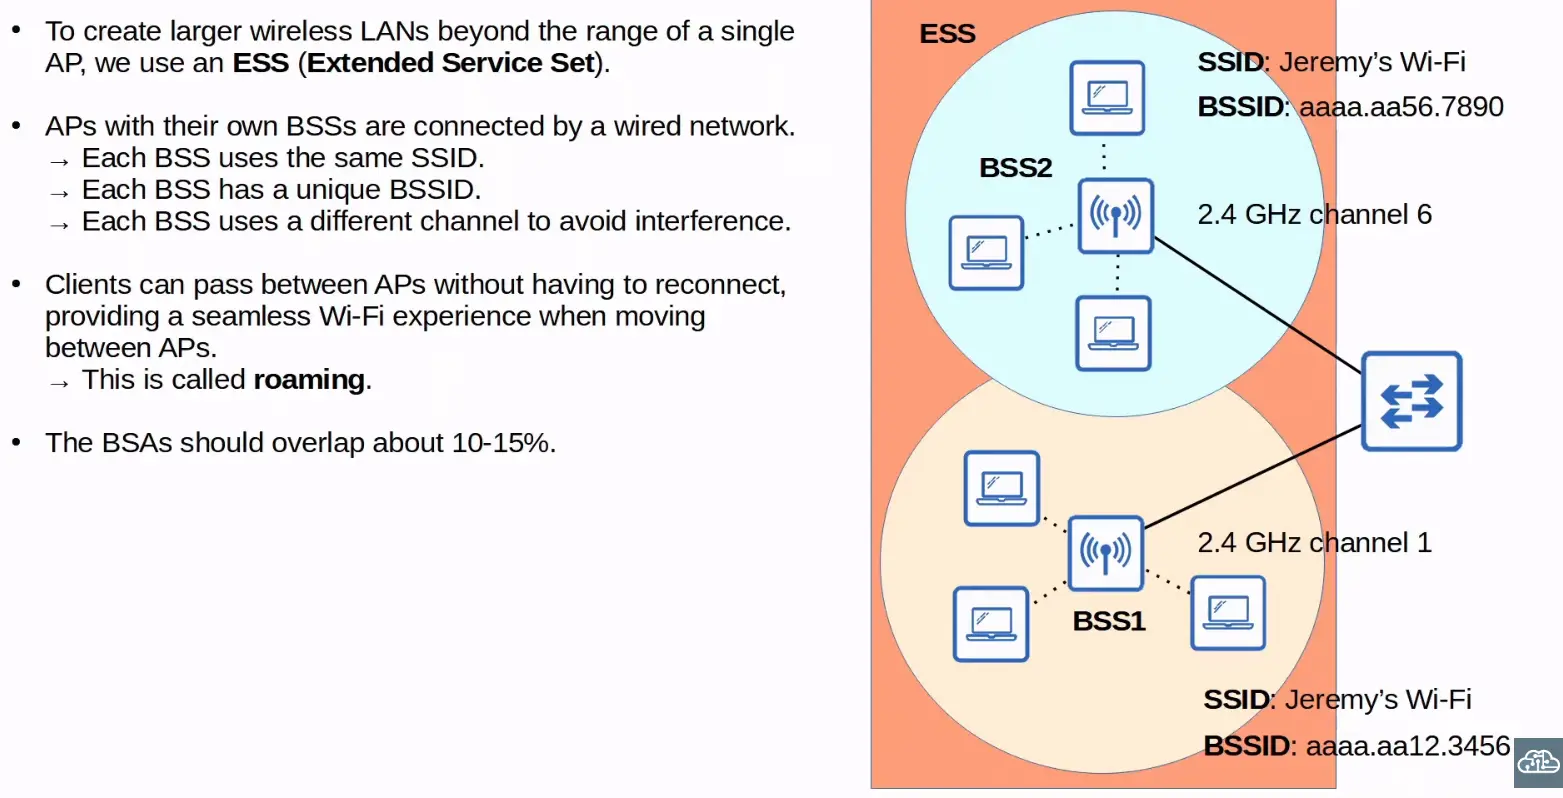 • To create larger wireless LANs beyond the range of a single
AP, we use an ESS (Extended Service Set).
• APs with their own BSSs are connected by a wired network.
→ Each BSS uses the same SSID.
→ Each BSS has a unique BSSID.
→ Each BSS uses a different channel to avoid interference.
• Clients can pass between APs without having to reconnect,
providing a seamless Wi-Fi experience when moving
between APs.
→ This is called roaming.
• The BSAs should overlap about 10-15%.
ESS
SSID: Jeremy’s Wi-Fi
BSSID: aaaa.aa56.7890
BSS2
2.4 GHz channel 6
2.4 GHz channel 1
BSS1
SSID: Jeremy’s Wi-Fi
BSSID: aaaa.aa12.3456